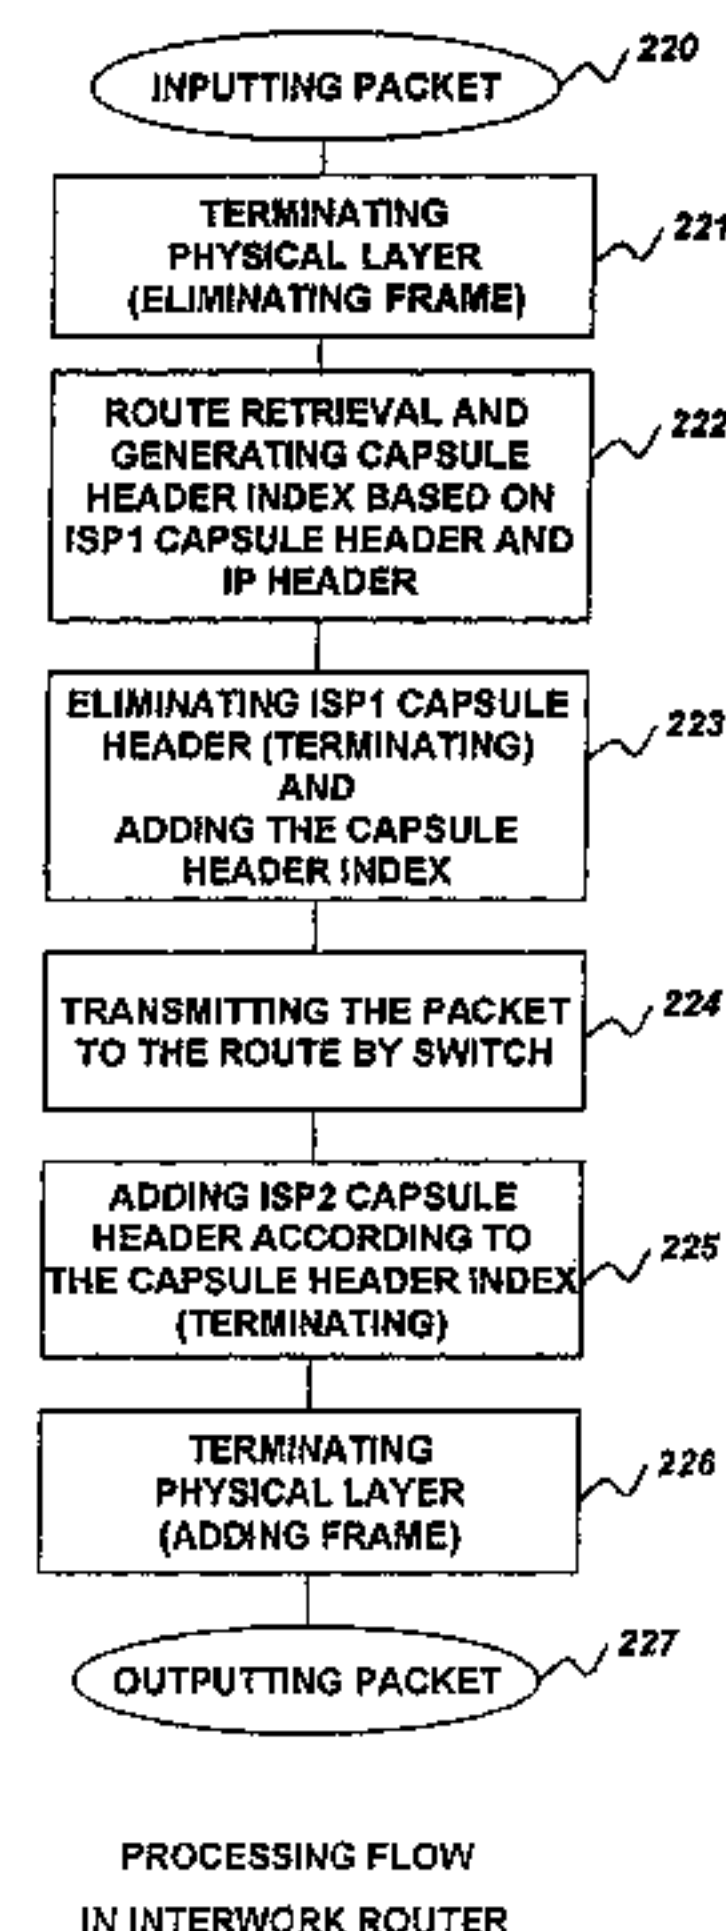 INPUTTING PACKET
220
TERMINATING
PHYSICAL LAYER
(ELIMINATING FRAME)
221
ROUTE RETRIEVAL AND
GENERATING CAPSULE
HEADER INDEX BASED ON
ISP1 CAPSULE HEADER AND
IP HEADER
222
ELIMINATING ISP1 CAPSULE
HEADER (TERMINATING)
AND
ADDING THE CAPSULE
HEADER INDEX
223
TRANSMITTING THE PACKET
TO THE ROUTE BY SWITCH
224
ADDING ISP2 CAPSULE
HEADER ACCORDING TO
THE CAPSULE HEADER INDEX
(TERMINATING)
225
TERMINATING
PHYSICAL LAYER
(ADDING FRAME)
226
OUTPUTTING PACKET
227
PROCESSING FLOW
IN INTERWORK ROUTER